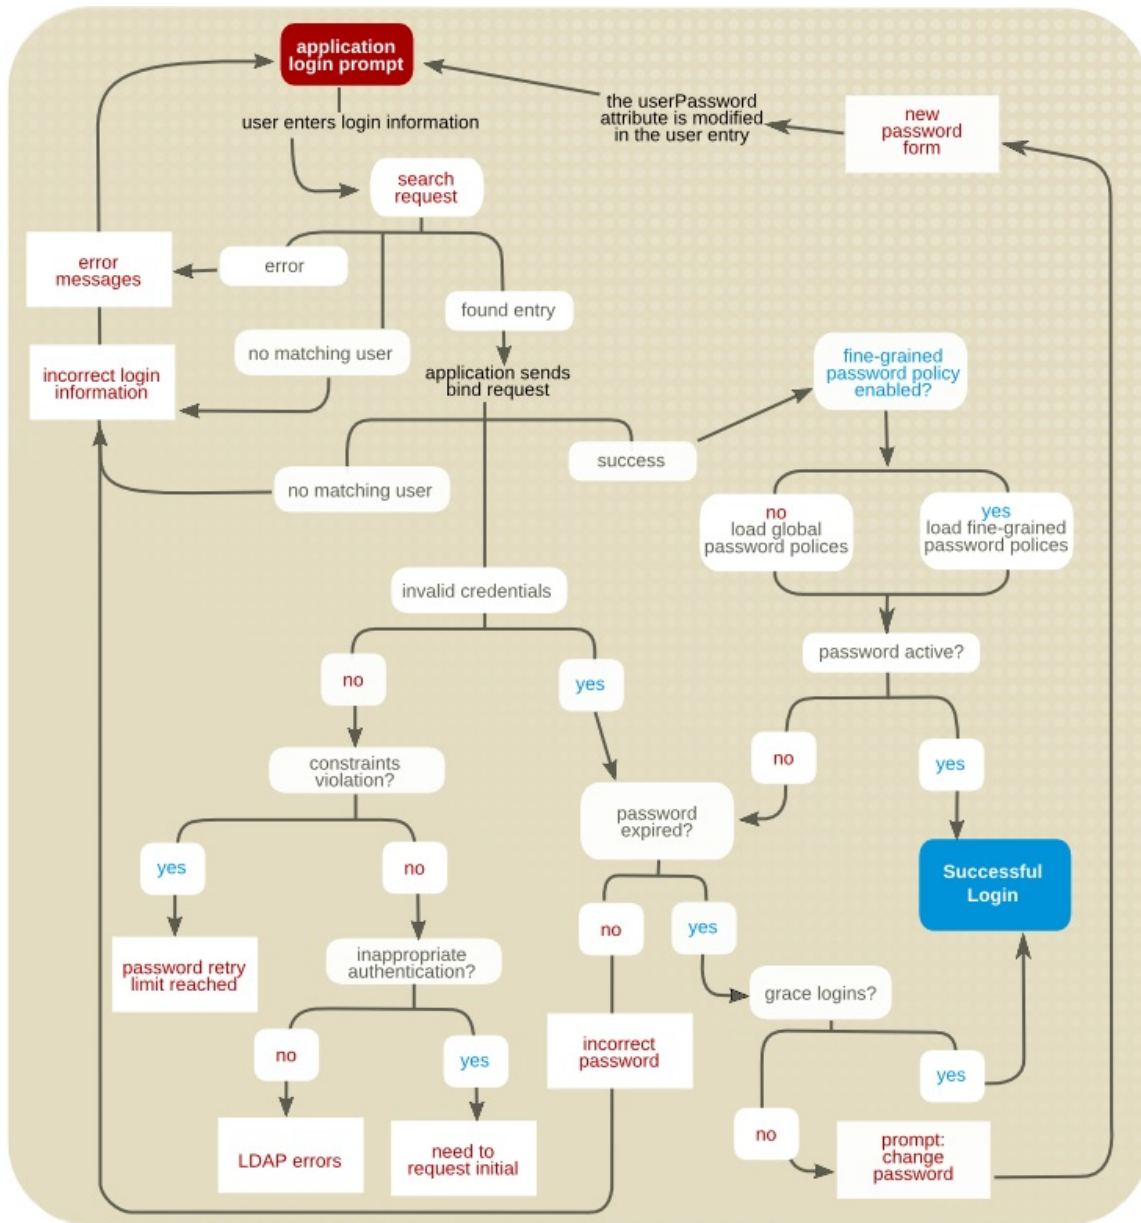 application
login prompt
user enters login information
the userPassword
attribute is modified
in the user entry
new
password
form
search
request
error
messages
error
found entry
no matching user
incorrect login
information
application sends
bind request
fine-grained
password policy
enabled?
success
no matching user
no
load global
password polices
yes
load fine-grained
password polices
invalid credentials
password active?
no
yes
no
yes
constraints
violation?
password
expired?
Successful
Login
yes
no
no
yes
password retry
limit reached
inappropriate
authentication?
grace logins?
no
yes
incorrect
password
yes
no
LDAP errors
need to
request initial
prompt:
change
password